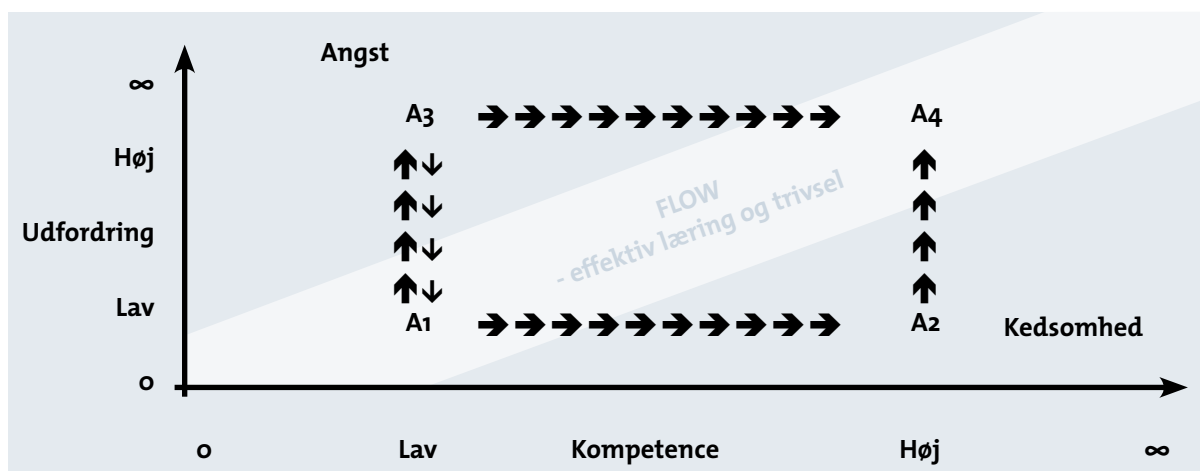 Angst
∞
A3 A4
Høj
FLOW
- effektiv læring og trivsel
Udfordring
Lav
A1 A2
Kedsomhed
0
0 Lav Kompetence Høj ∞